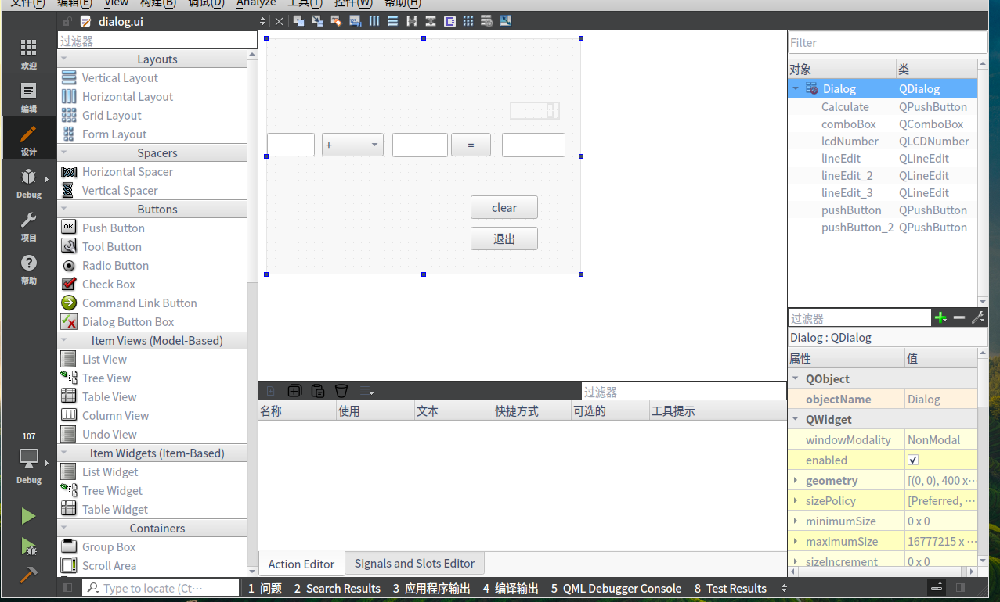 文件(F) 编辑(E) View 构建(B) 调试(D) Analyze 工具(T) 控件(W) 帮助(H)
dialog.ui
欢迎
编辑
设计
Debug
项目
帮助
107
Debug
过滤器
Layouts
Vertical Layout
Horizontal Layout
Grid Layout
Form Layout
Spacers
Horizontal Spacer
Vertical Spacer
Buttons
Push Button
Tool Button
Radio Button
Check Box
Command Link Button
Dialog Button Box
Item Views (Model-Based)
List View
Tree View
Table View
Column View
Undo View
Item Widgets (Item-Based)
List Widget
Tree Widget
Table Widget
Containers
Group Box
Scroll Area
+ =
clear
退出
过滤器
名称 使用 文本 快捷方式 可选的 工具提示
Action Editor Signals and Slots Editor
Filter
对象 类
Dialog QDialog
Calculate QPushButton
comboBox QComboBox
lcdNumber QLCDNumber
lineEdit QLineEdit
lineEdit_2 QLineEdit
lineEdit_3 QLineEdit
pushButton QPushButton
pushButton_2 QPushButton
过滤器
Dialog : QDialog
属性 值
QObject
objectName Dialog
QWidget
windowModality NonModal
enabled
geometry [(0, 0), 400 x⋯
sizePolicy [Preferred, ⋯
minimumSize 0 x 0
maximumSize 16777215 x ⋯
sizeIncrement 0 x 0
Type to locate (Ct⋯ 1 问题 2 Search Results 3 应用程序输出 4 编译输出 5 QML Debugger Console 8 Test Results